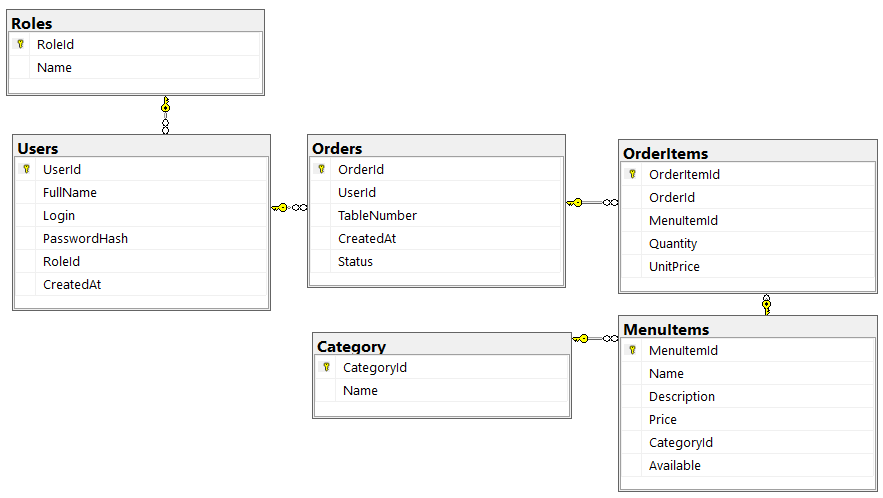 Roles
RoleId
Name
Users
UserId
FullName
Login
PasswordHash
RoleId
CreatedAt
Orders
OrderId
UserId
TableNumber
CreatedAt
Status
OrderItems
OrderItemId
OrderId
MenuItemId
Quantity
UnitPrice
Category
CategoryId
Name
MenuItems
MenuItemId
Name
Description
Price
CategoryId
Available